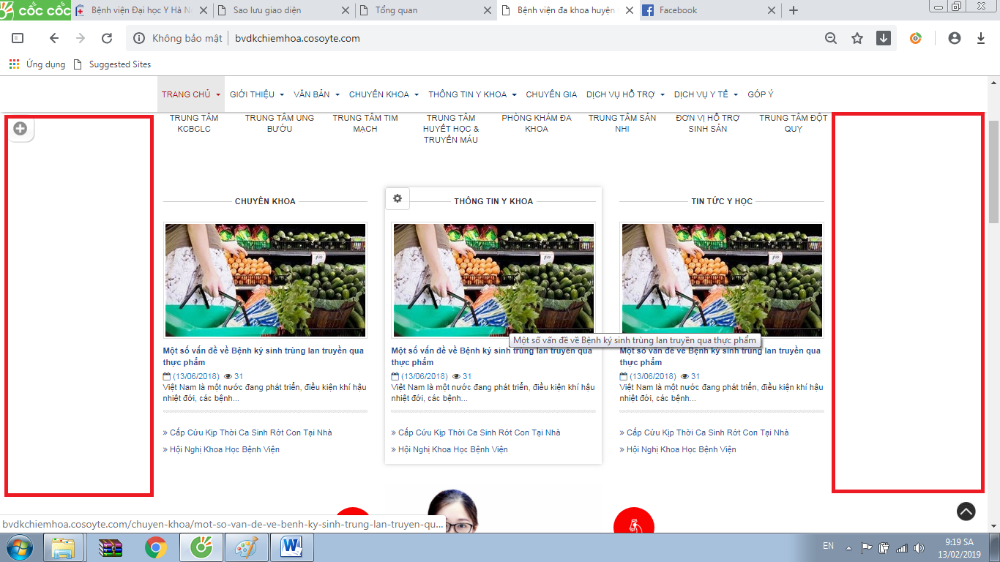 cốc cốc
Bệnh viện Đại học Y Hà N
Sao lưu giao diện
Tổng quan
Bệnh viện đa khoa huyện
Facebook
Không bảo mật
bvdkchiemhoa.cosoyte.com
Ứng dụng
Suggested Sites
TRANG CHỦ
GIỚI THIỆU
VĂN BẢN
CHUYÊN KHOA
THÔNG TIN Y KHOA
CHUYÊN GIA
DỊCH VỤ HỖ TRỢ
DỊCH VỤ Y TẾ
GÓP Ý
TRUNG TÂM
KCBCLC
TRUNG TÂM UNG
BƯỚU
TRUNG TÂM TIM
MẠCH
TRUNG TÂM
HUYẾT HỌC &
TRUYỀN MÁU
PHÒNG KHÁM ĐA
KHOA
TRUNG TÂM SẢN
NHI
ĐƠN VỊ HỖ TRỢ
SINH SẢN
TRUNG TÂM ĐỘT
QUỴ
CHUYÊN KHOA
Một số vấn đề về Bệnh ký sinh trùng lan truyền qua
thực phẩm
(13/06/2018) 31
Việt Nam là một nước đang phát triển, điều kiện khí hậu
nhiệt đới, các bệnh...
» Cấp Cứu Kịp Thời Ca Sinh Rớt Con Tại Nhà
» Hội Nghị Khoa Học Bệnh Viện
THÔNG TIN Y KHOA
Một số vấn đề về Bệnh ký sinh trùng lan truyền qua thực phẩm
Một số vấn đề về Bệnh ký sinh trùng lan truyền qua
thực phẩm
(13/06/2018) 31
Việt Nam là một nước đang phát triển, điều kiện khí hậu
nhiệt đới, các bệnh...
» Cấp Cứu Kịp Thời Ca Sinh Rớt Con Tại Nhà
» Hội Nghị Khoa Học Bệnh Viện
TIN TỨC Y HỌC
Một số vấn đề về Bệnh ký sinh trùng lan truyền qua
thực phẩm
(13/06/2018) 31
Việt Nam là một nước đang phát triển, điều kiện khí hậu
nhiệt đới, các bệnh...
» Cấp Cứu Kịp Thời Ca Sinh Rớt Con Tại Nhà
» Hội Nghị Khoa Học Bệnh Viện
bvdkchiemhoa.cosoyte.com/chuyen-khoa/mot-so-van-de-ve-benh-ky-sinh-trung-lan-truyen-qu...
EN
9:19 SA
13/02/2019